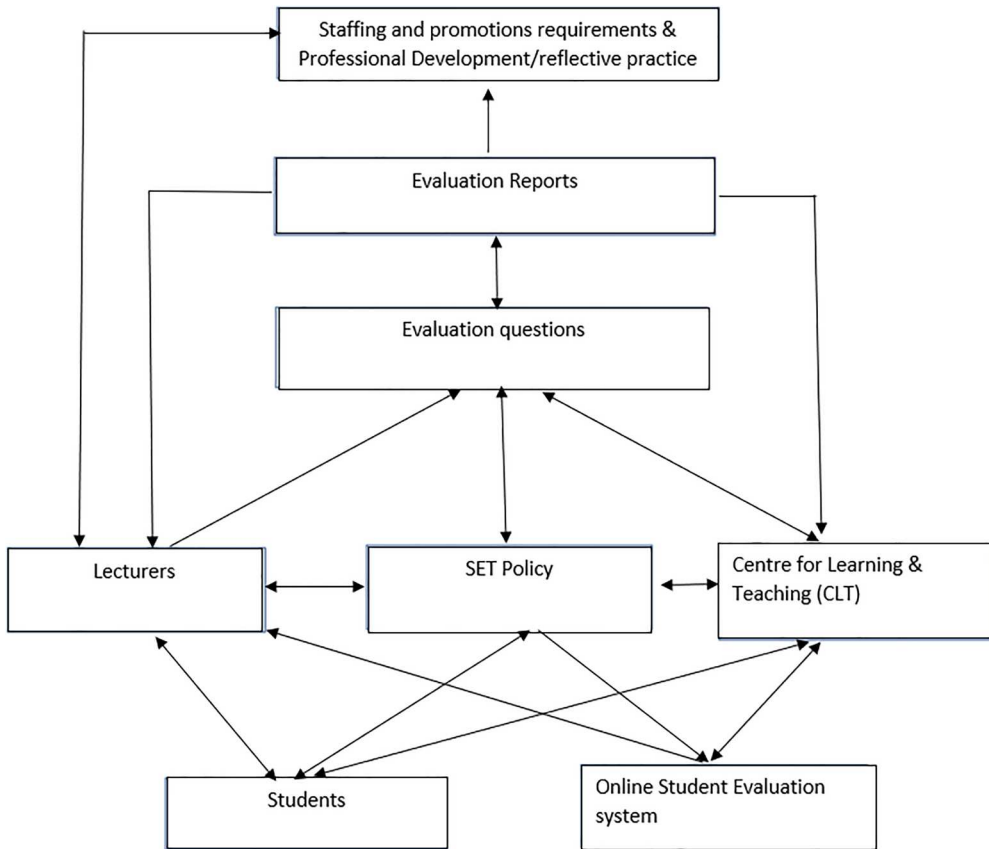 Staffing and promotions requirements &
Professional Development/reflective practice
Evaluation Reports
Evaluation questions
Lecturers
SET Policy
Centre for Learning &
Teaching (CLT)
Students
Online Student Evaluation
system